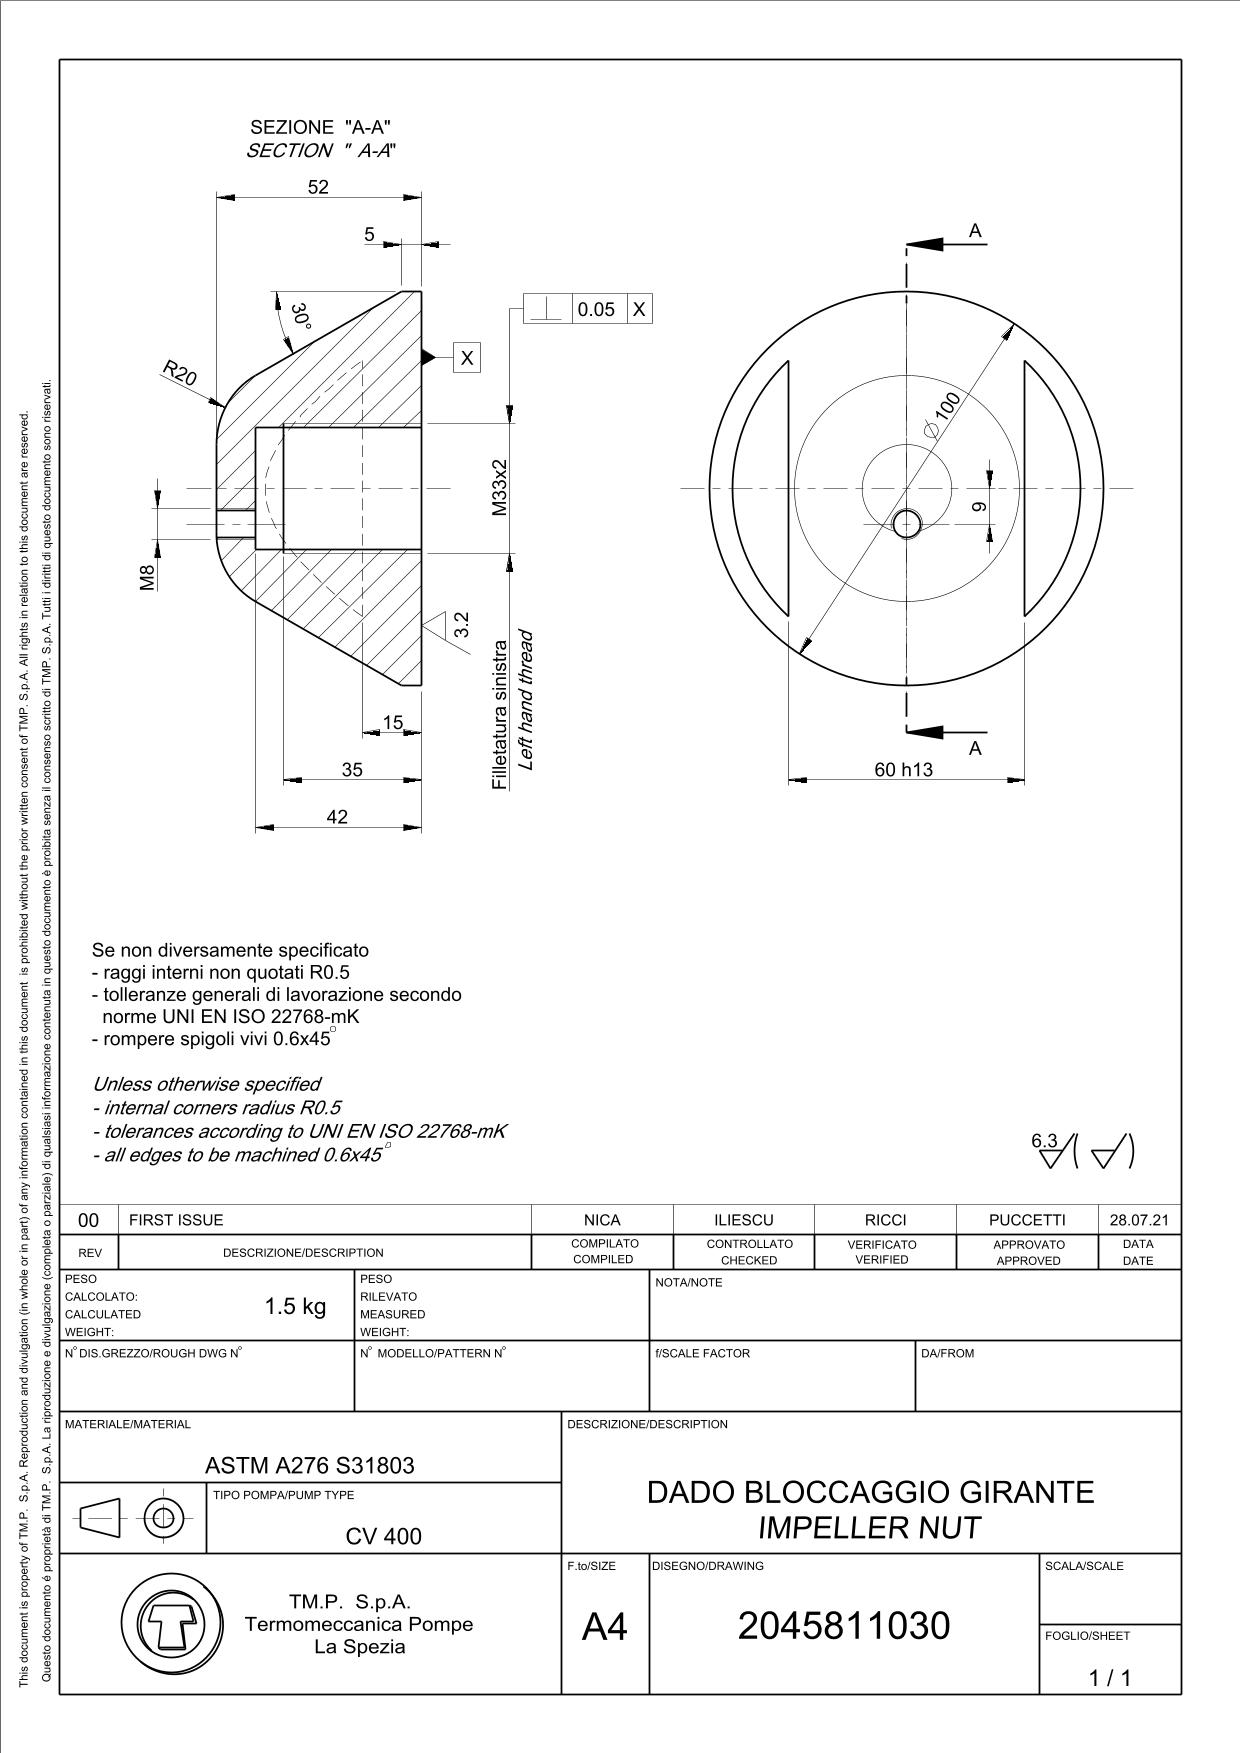 SEZIONE "A-A"
SECTION " A-A"
52
5
30°
R20
X
⊥ 0.05 X
M33x2
M8
3.2
Filletatura sinistra
Left hand thread
15
35
42
A
Ø 100
9
A
60 h13
Se non diversamente specificato
- raggi interni non quotati R0.5
- tolleranze generali di lavorazione secondo
norme UNI EN ISO 22768-mK
- rompere spigoli vivi 0.6x45°
Unless otherwise specified
- internal corners radius R0.5
- tolerances according to UNI EN ISO 22768-mK
- all edges to be machined 0.6x45°
6.3 ( )
00 FIRST ISSUE NICA ILIESCU RICCI PUCCETTI 28.07.21
REV DESCRIZIONE/DESCRIPTION COMPILATO CONTROLLATO VERIFICATO APPROVATO DATA
COMPILED CHECKED VERIFIED APPROVED DATE
PESO
CALCOLATO:
CALCULATED
WEIGHT:
1.5 kg
PESO
RILEVATO
MEASURED
WEIGHT:
NOTA/NOTE
N° DIS.GREZZO/ROUGH DWG N°
N° MODELLO/PATTERN N°
f/SCALE FACTOR
DA/FROM
MATERIALE/MATERIAL
ASTM A276 S31803
DESCRIZIONE/DESCRIPTION
DADO BLOCCAGGIO GIRANTE
IMPELLER NUT
TIPO POMPA/PUMP TYPE
CV 400
TM.P. S.p.A.
Termomeccanica Pompe
La Spezia
F.to/SIZE
A4
DISEGNO/DRAWING
2045811030
SCALA/SCALE
FOGLIO/SHEET
1 / 1
This document is property of TM.P. S.p.A. Reproduction and divulgation (in whole or in part) of any information contained in this document is prohibited without the prior written consent of TMP. S.p.A. All rights in relation to this document are reserved.
Questo documento é proprietà di TM.P. S.p.A. La riproduzione e divulgazione (completa o parziale) di qualsiasi informazione contenuta in questo documento è proibita senza il consenso scritto di TMP. S.p.A. Tutti i diritti di questo documento sono riservati.